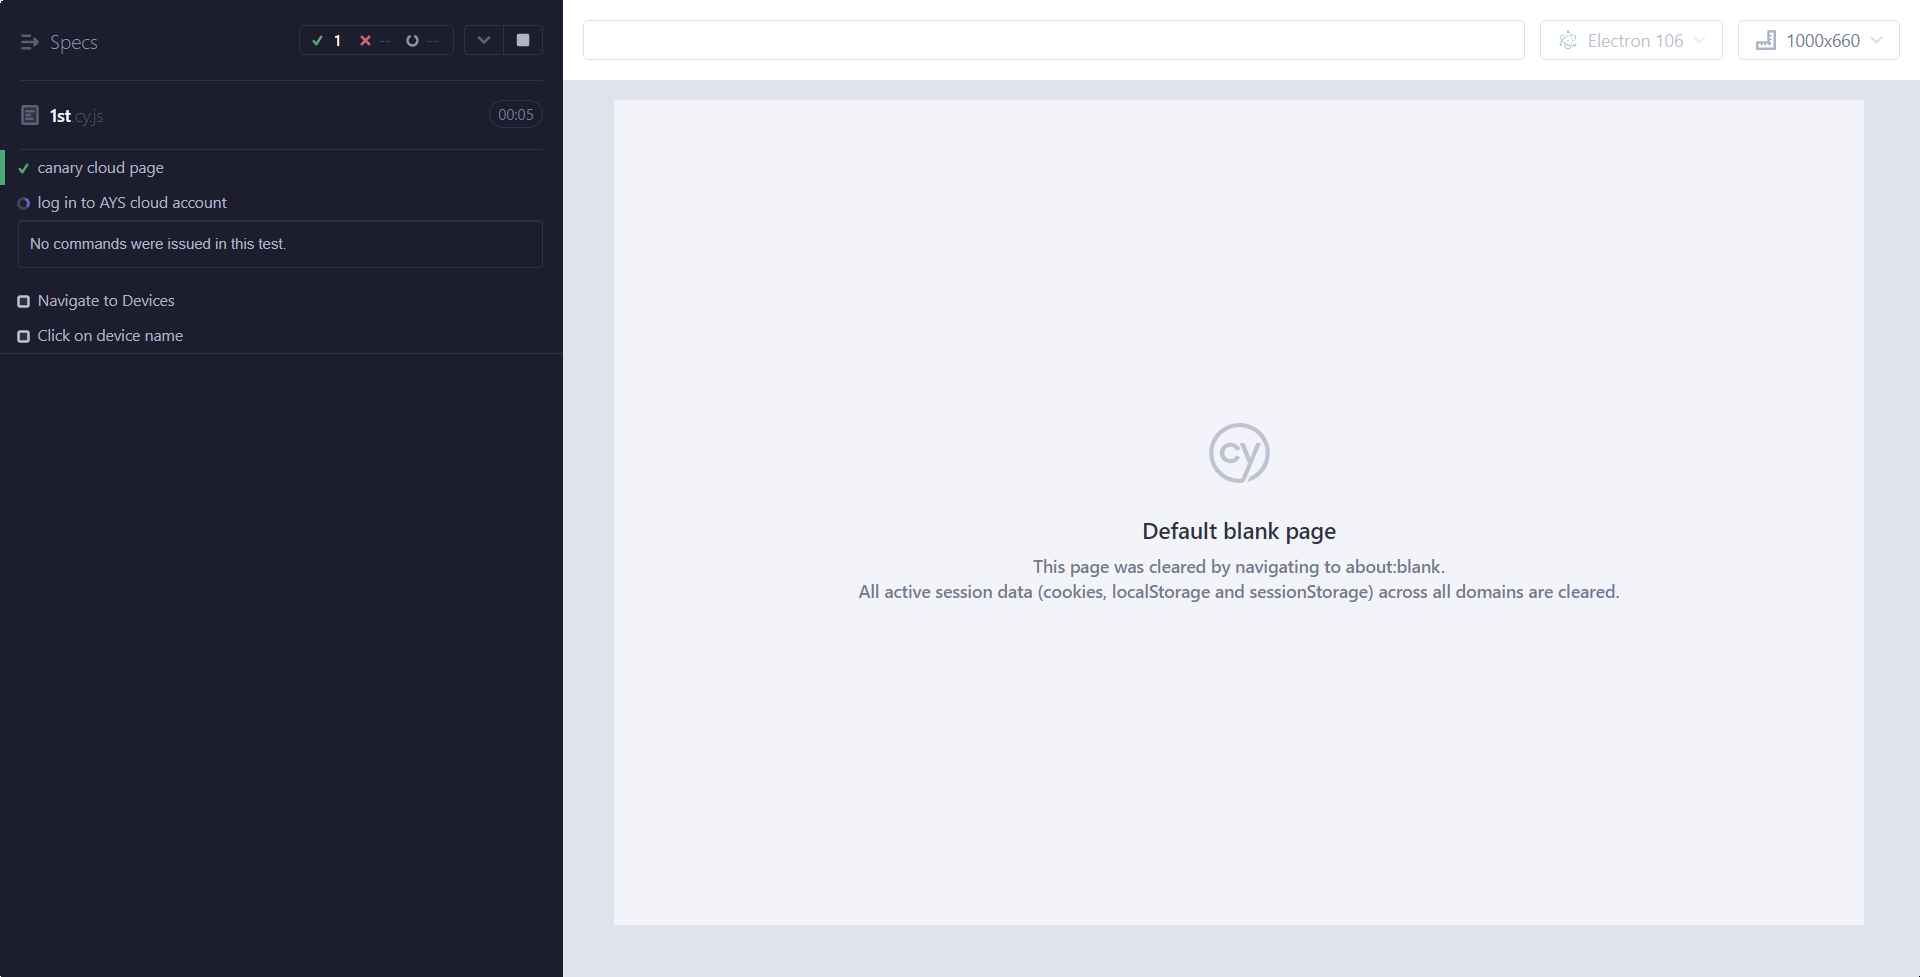 Specs
1
--
--
1st.cy.js
00:05
canary cloud page
log in to AYS cloud account
No commands were issued in this test.
Navigate to Devices
Click on device name
Electron 106
1000x660
cy
Default blank page
This page was cleared by navigating to about:blank.
All active session data (cookies, localStorage and sessionStorage) across all domains are cleared.